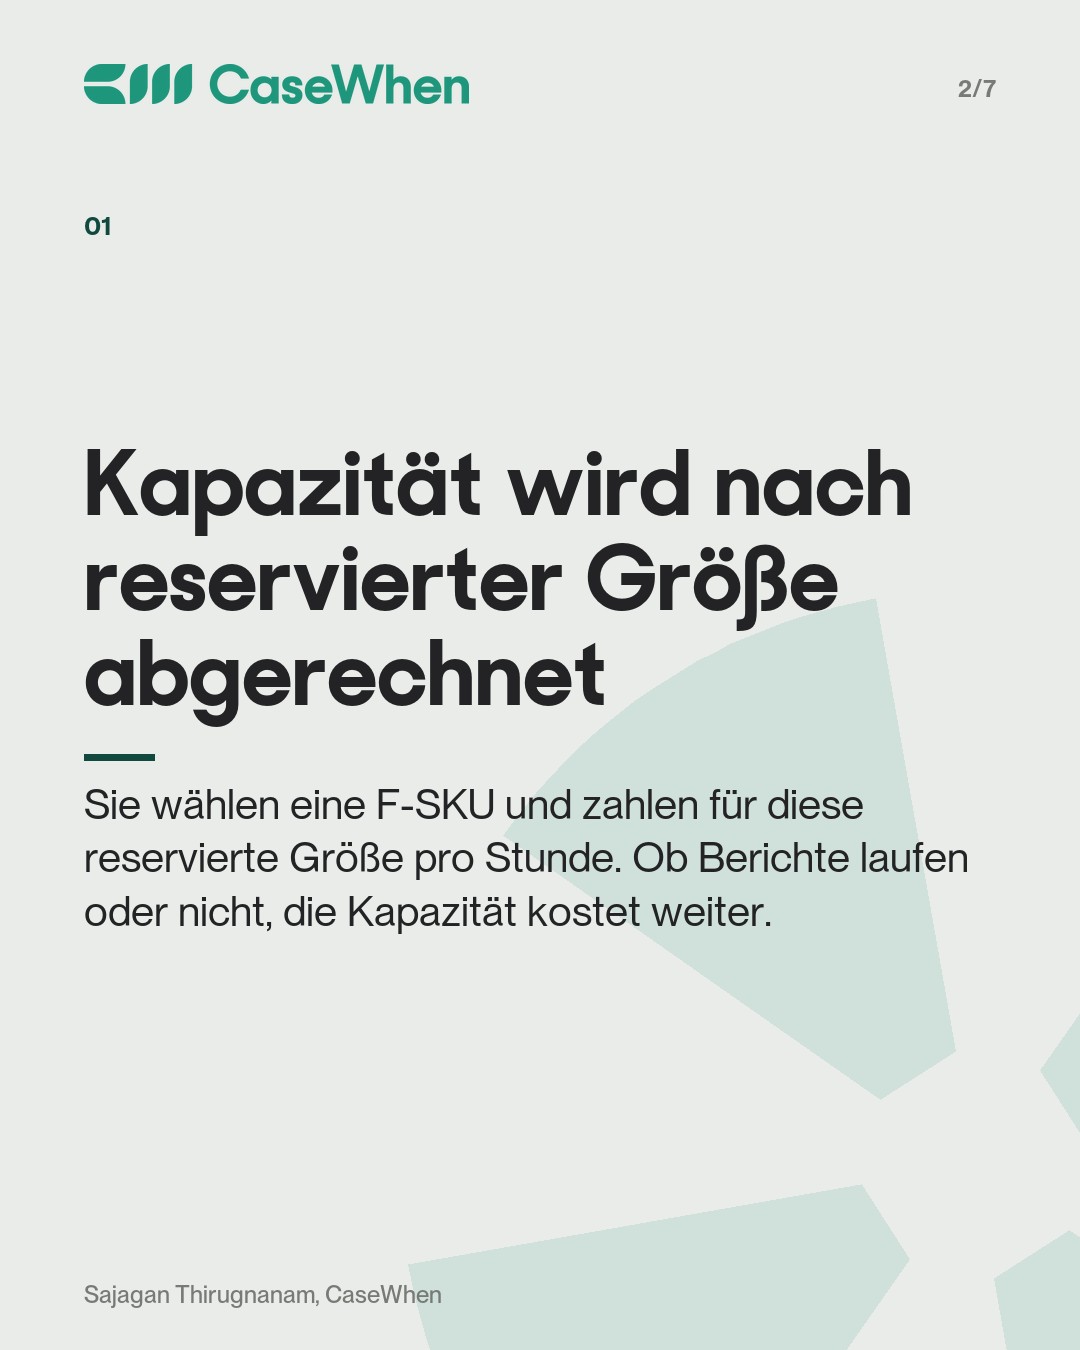 CaseWhen
2/7
01
Kapazität wird nach
reservierter Größe
abgerechnet
Sie wählen eine F-SKU und zahlen für diese
reservierte Größe pro Stunde. Ob Berichte laufen
oder nicht, die Kapazität kostet weiter.
Sajagan Thirugnanam, CaseWhen